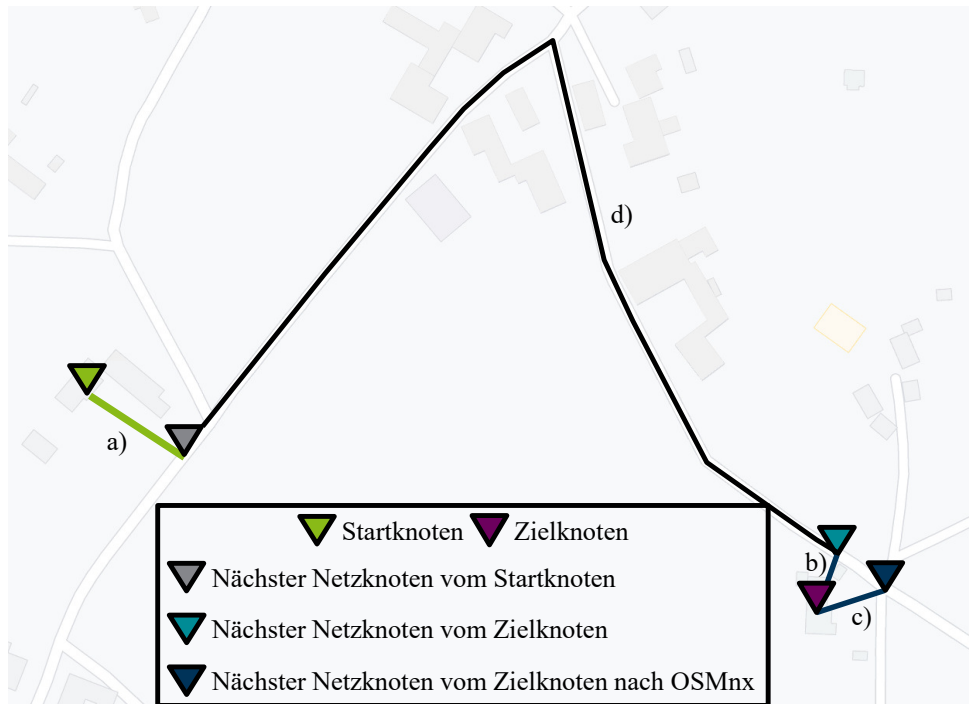 d)
a)
Startknoten Zielknoten
b)
Nächster Netzknoten vom Startknoten
c)
Nächster Netzknoten vom Zielknoten
Nächster Netzknoten vom Zielknoten nach OSMnx